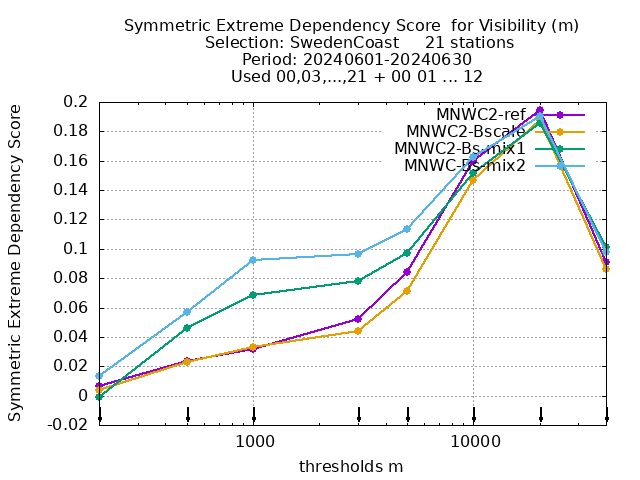 Symmetric Extreme Dependency Score for Visibility (m)
Selection: SwedenCoast 21 stations
Period: 20240601-20240630
Used 00,03,...,21 + 00 01 ... 12
Symmetric Extreme Dependency Score
0.2
0.18
0.16
0.14
0.12
0.1
0.08
0.06
0.04
0.02
0
-0.02
MNWC2-ref
MNWC2-Bscale
MNWC2-Bs-mix1
MNWC-Bs-mix2
1000
10000
thresholds m